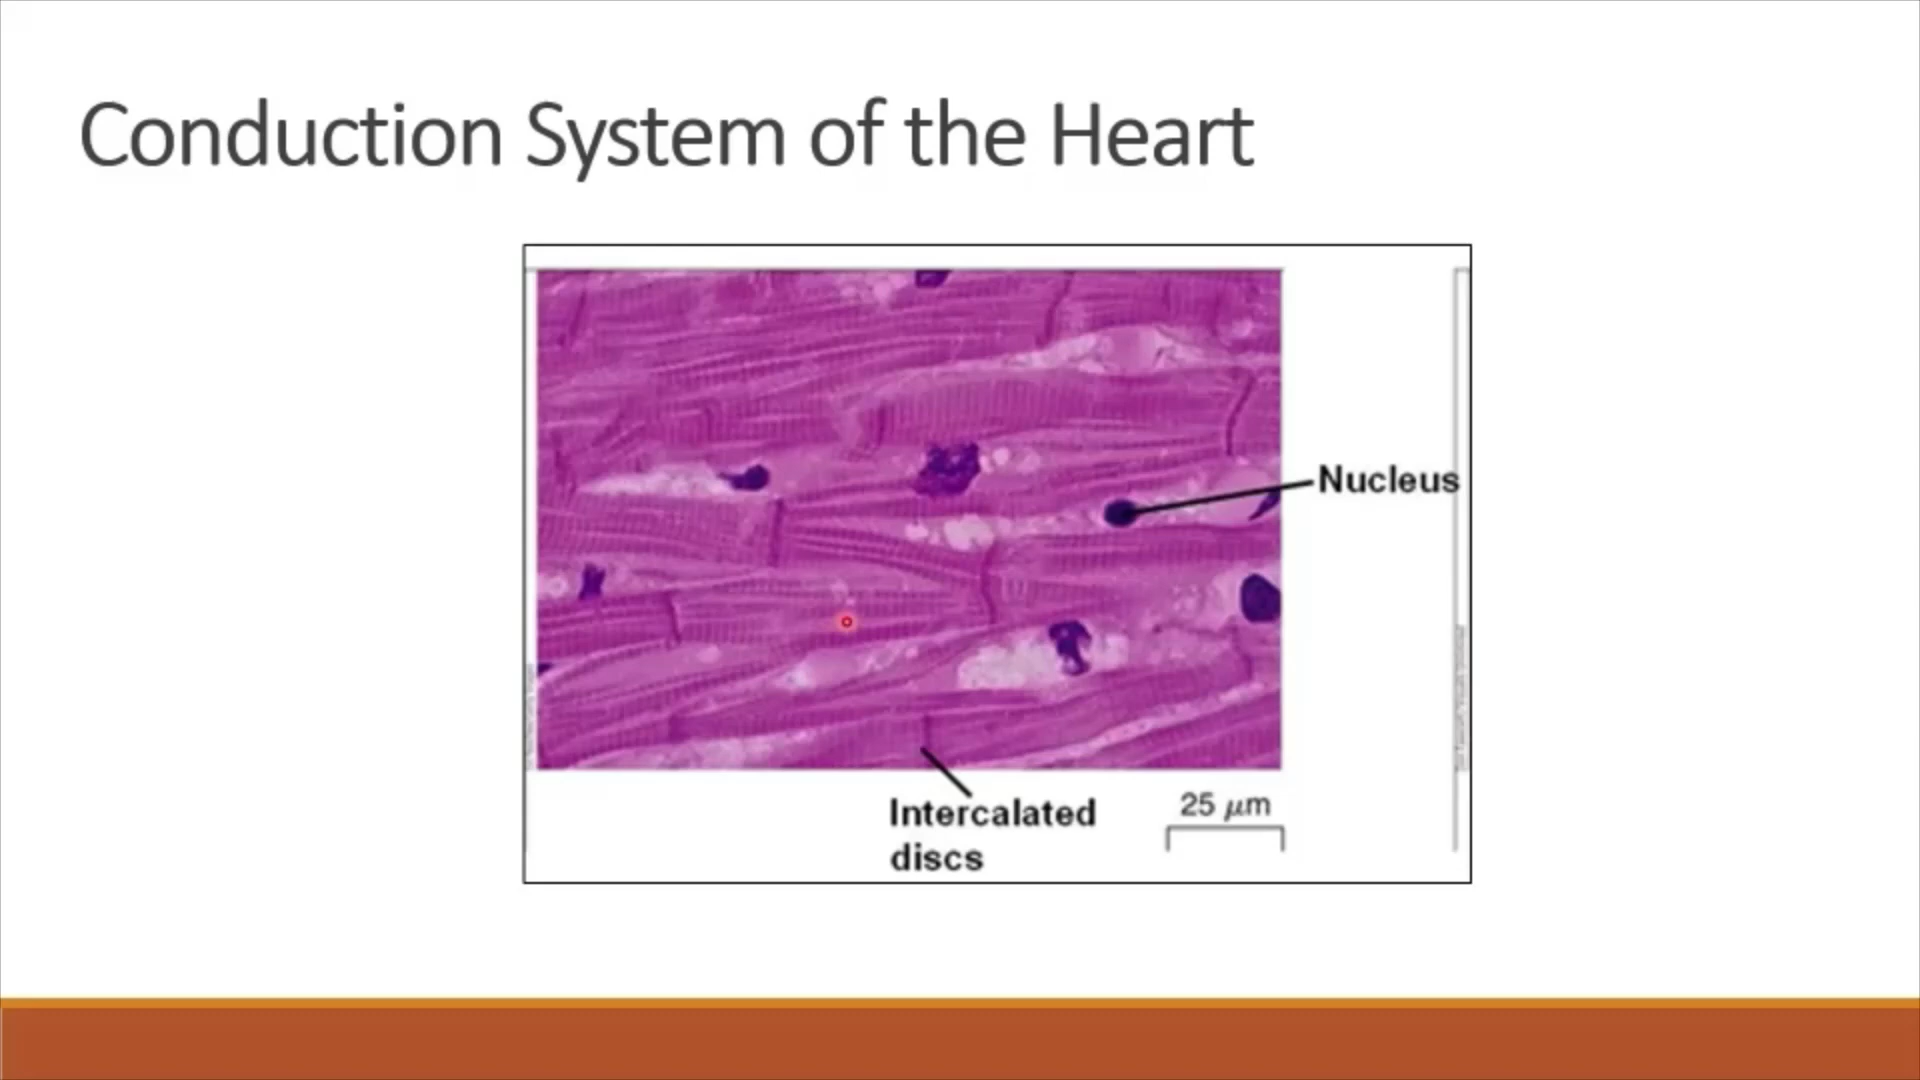 Conduction System of the Heart
Nucleus
Intercalated
discs
25 μm